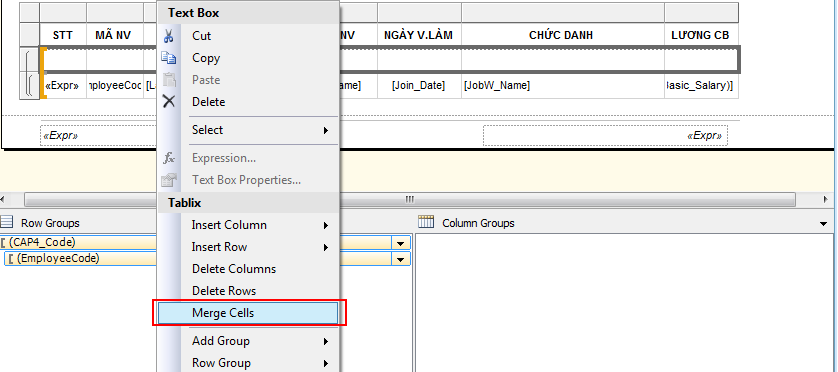 Text Box
STT MÃ NV NV NGÀY V.LÀM CHỨC DANH LƯƠNG CB
Cut
Copy
«Expr» nployeeCod [L ame] [Join_Date] [JobW_Name] 3asic_Salary)]
Paste
Delete
Select
«Expr» «Expr»
Expression...
Text Box Properties...
Tablix
Row Groups Insert Column Column Groups
(CAP4_Code) Insert Row
(EmployeeCode)
Delete Columns
Delete Rows
Merge Cells
Add Group
Row Group